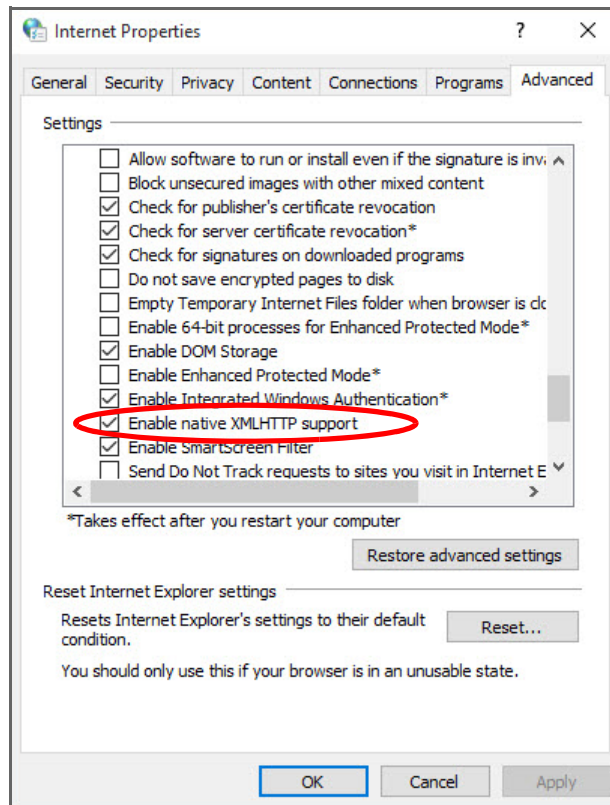 Internet Properties
?
General Security Privacy Content Connections Programs Advanced
Settings
Allow software to run or install even if the signature is inv
Block unsecured images with other mixed content
Check for publisher's certificate revocation
Check for server certificate revocation*
Check for signatures on downloaded programs
Do not save encrypted pages to disk
Empty Temporary Internet Files folder when browser is clo
Enable 64-bit processes for Enhanced Protected Mode*
Enable DOM Storage
Enable Enhanced Protected Mode*
Enable Integrated Windows Authentication*
Enable native XMLHTTP support
Enable SmartScreen Filter
Send Do Not Track requests to sites you visit in Internet E
*Takes effect after you restart your computer
Restore advanced settings
Reset Internet Explorer settings
Resets Internet Explorer's settings to their default
condition.
Reset...
You should only use this if your browser is in an unusable state.
OK Cancel Apply